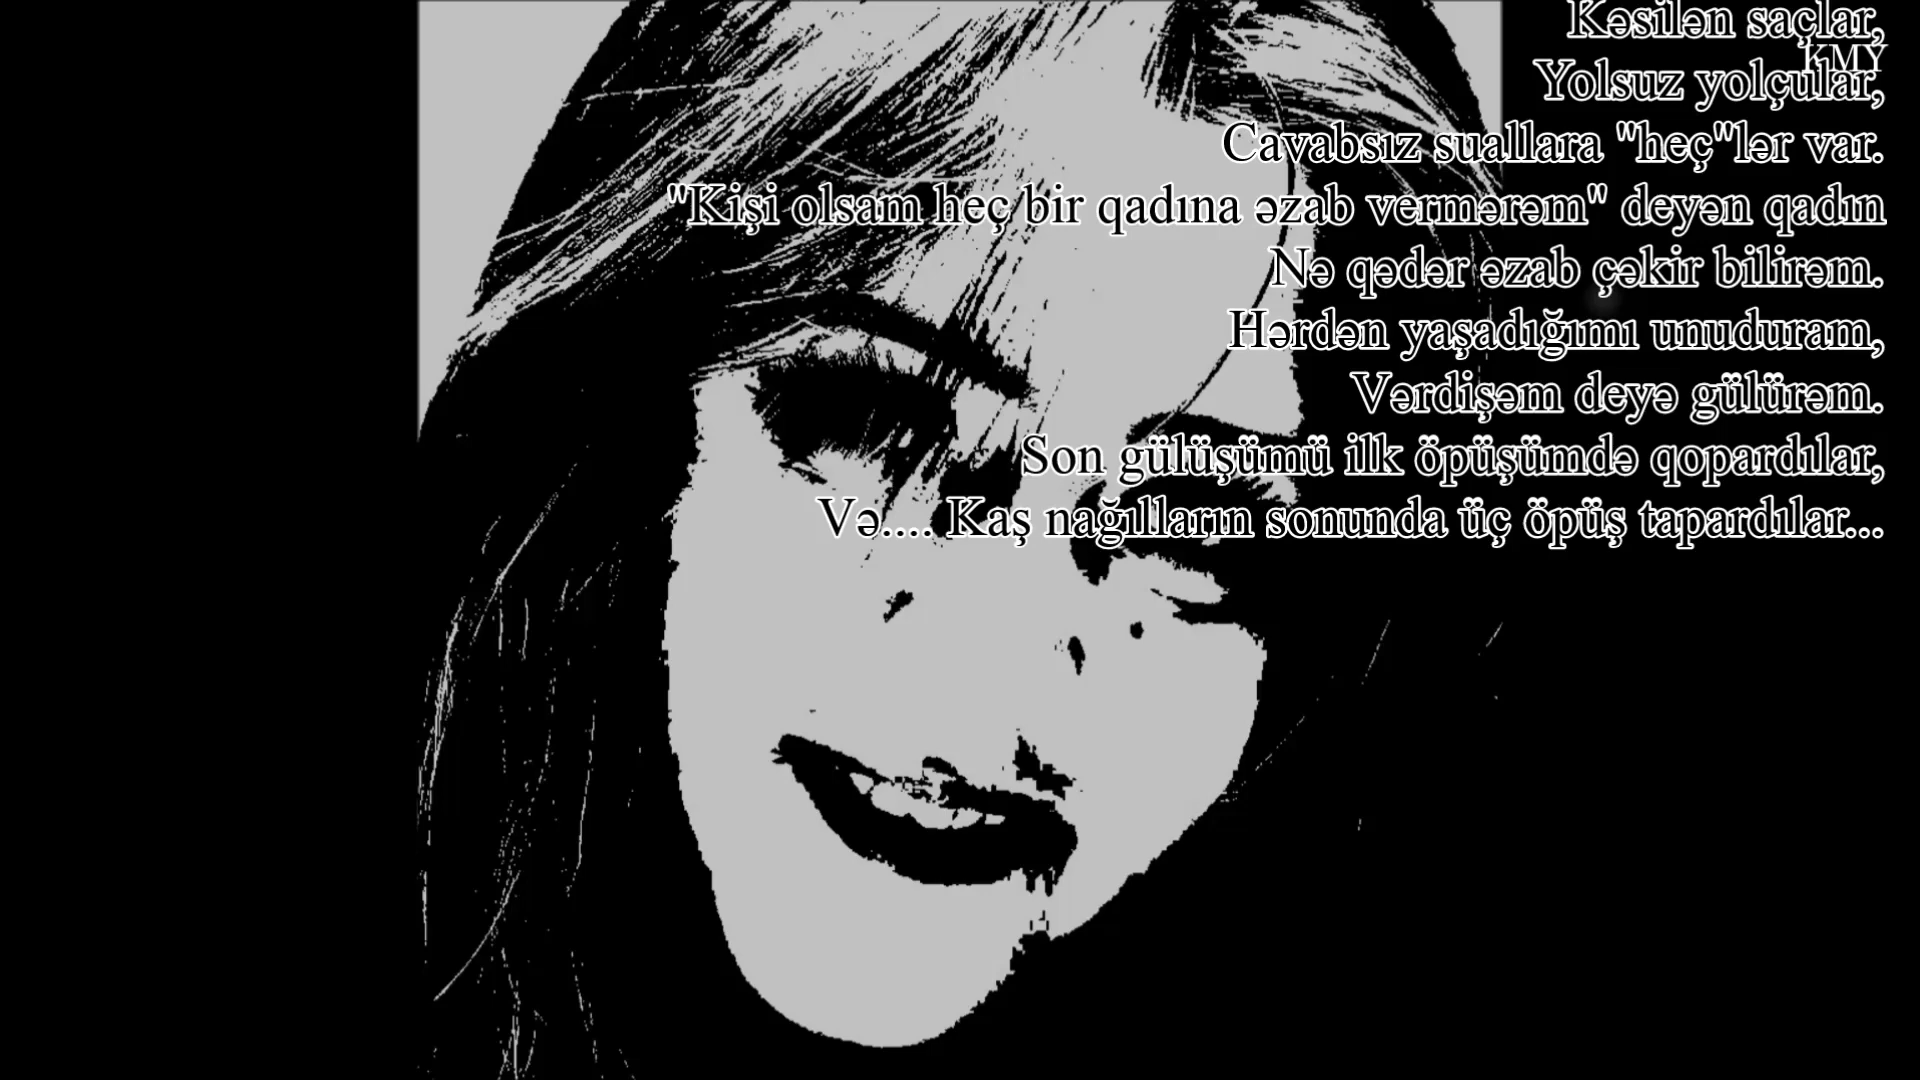 Kəsilən saçlar,
KMY
Yolsuz yolçular,
Cavabsız suallara "heç"lər var.
"Kişi olsam heç bir qadına əzab vermərəm" deyən qadın
Nə qədər əzab çəkir bilirəm.
Hərdən yaşadığımı unuduram,
Vərdişəm deyə gülürəm.
Son gülüşümü ilk öpüşümdə qopardılar,
Və.... Kaş nağılların sonunda üç öpüş tapardılar...